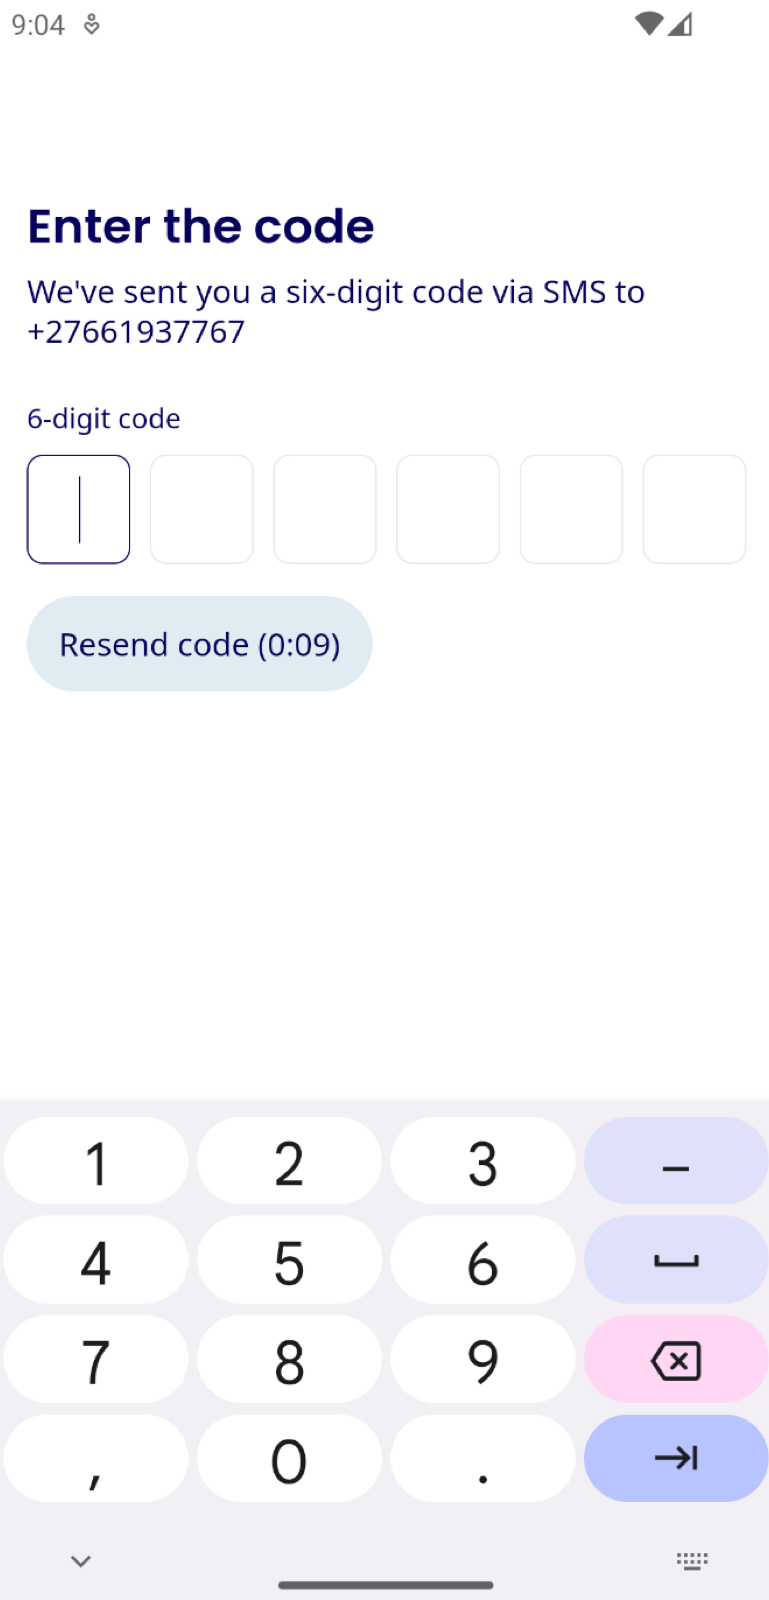 9:04
Enter the code
We've sent you a six-digit code via SMS to
+27661937767
6-digit code
Resend code (0:09)
1 2 3 –
4 5 6
7 8 9
, 0 .